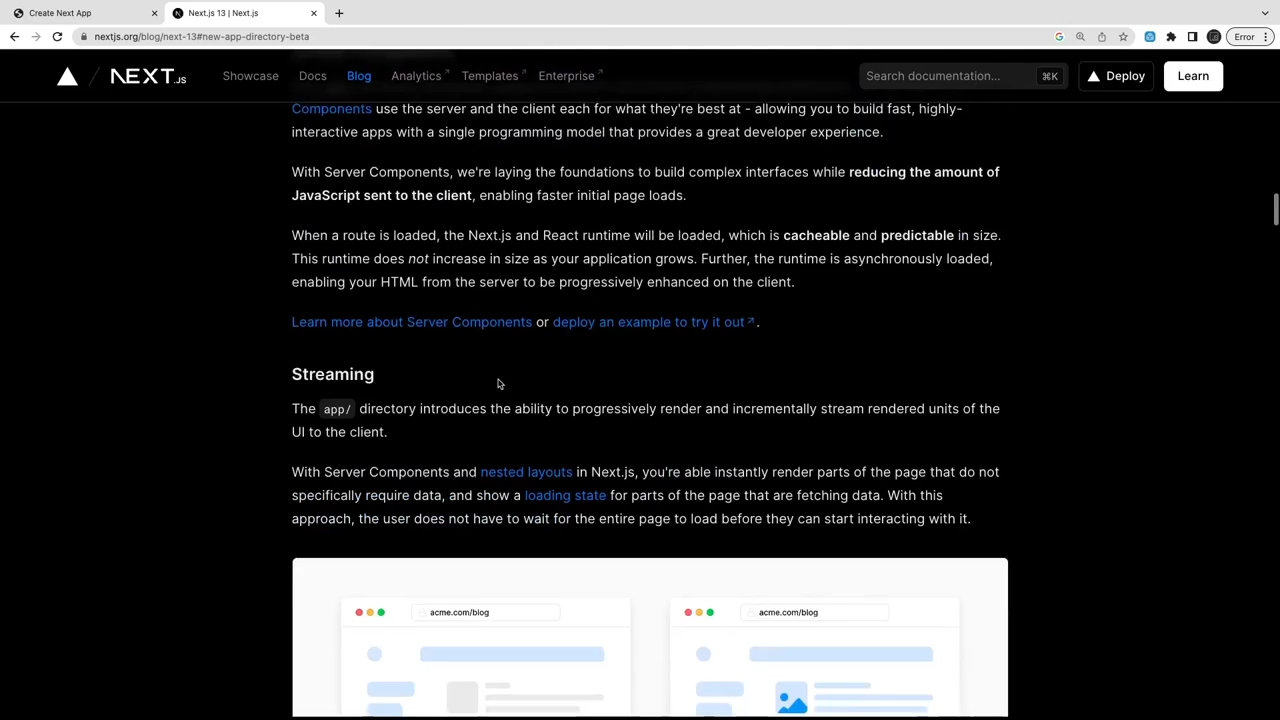 Create Next App
Next.js 13 | Next.js
nextjs.org/blog/next-13#new-app-directory-beta
Error
NEXT.JS
Showcase
Docs
Blog
Analytics
Templates
Enterprise
Search documentation...
⌘K
Deploy
Learn
Components use the server and the client each for what they're best at - allowing you to build fast, highly-
interactive apps with a single programming model that provides a great developer experience.
With Server Components, we're laying the foundations to build complex interfaces while reducing the amount of
JavaScript sent to the client, enabling faster initial page loads.
When a route is loaded, the Next.js and React runtime will be loaded, which is cacheable and predictable in size.
This runtime does not increase in size as your application grows. Further, the runtime is asynchronously loaded,
enabling your HTML from the server to be progressively enhanced on the client.
Learn more about Server Components or deploy an example to try it out.
Streaming
The app/ directory introduces the ability to progressively render and incrementally stream rendered units of the
UI to the client.
With Server Components and nested layouts in Next.js, you're able instantly render parts of the page that do not
specifically require data, and show a loading state for parts of the page that are fetching data. With this
approach, the user does not have to wait for the entire page to load before they can start interacting with it.
acme.com/blog
acme.com/blog